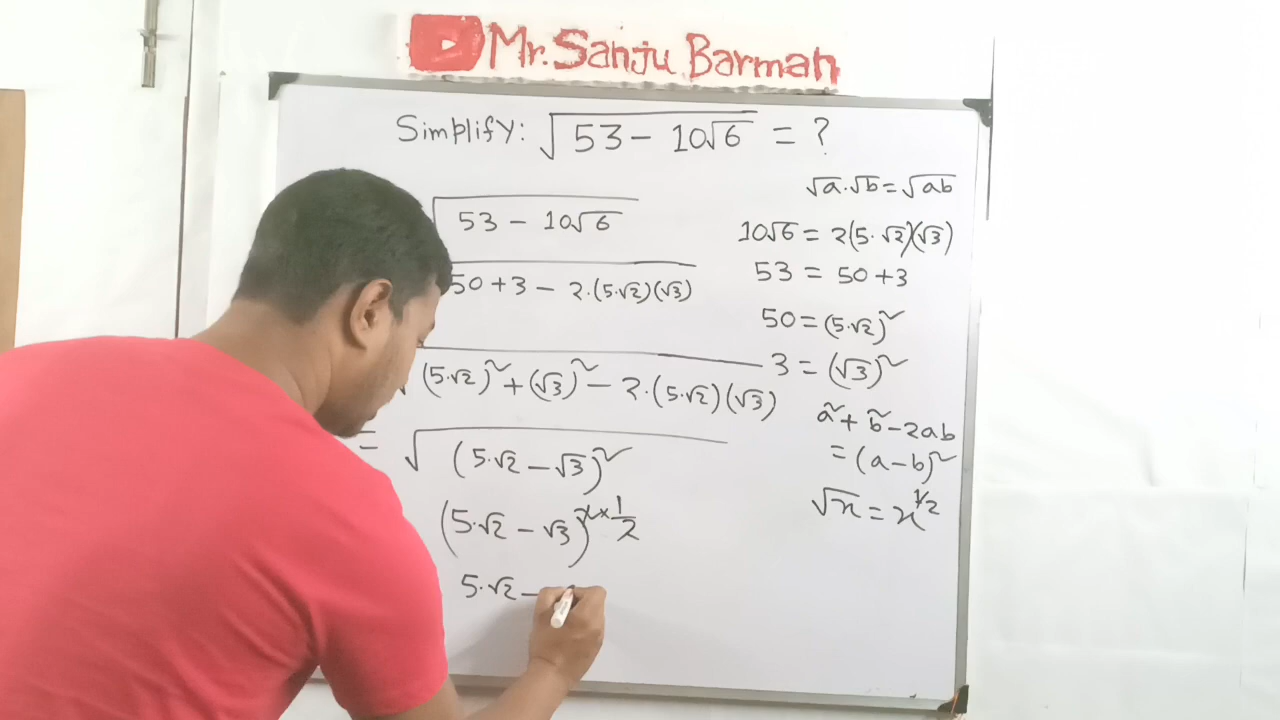 Mr. Sanju Barman
Simplify: √(53 − 10√6) = ?
√(53 − 10√6)
√(50 + 3 − 2.(5.√2)(√3)
√((5.√2)² + (√3)² − 2.(5.√2)(√3)
= √((5.√2 − √3)²
(5.√2 − √3)^(2×1/2)
5.√2 −
√a.√b = √ab
10√6 = 2(5.√2)(√3)
53 = 50 + 3
50 = (5.√2)²
3 = (√3)²
a² + b² − 2ab
= (a − b)²
√x = x^(1/2)